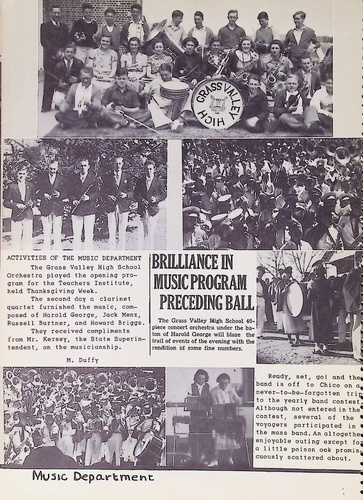 GRASS VALLEY
HIGH
ACTIVITIES OF THE MUSIC DEPARTMENT
The Grass Valley High School
Orchestra played the opening pro-
gram for the Teachers Institute,
held Thanksgiving Week.
The second day a clarinet
quartet furnished the music, com-
posed of Harold George, Jack Menz,
Russell Burtner, and Howard Briggs.
They received compliments
from Mr. Kersey, the State Superin-
tendent, on the musicianship.
M. Duffy
BRILLIANCE IN
MUSIC PROGRAM
PRECEDING BALL
The Grass Valley High School 40-
piece concert orchestra under the ba-
ton of Harold George will blaze the
trail of events of the evening with the
rendition of some fine numbers.
Ready, set, go! and the
band is off to Chico on a
never-to-be-forgotten trip
to the yearly band contest.
Although not entered in the
contest, several of the
voyagers participated in
the mass band. An altogether
enjoyable outing except for
a little poison oak promis-
cuously scattered about.
Music Department